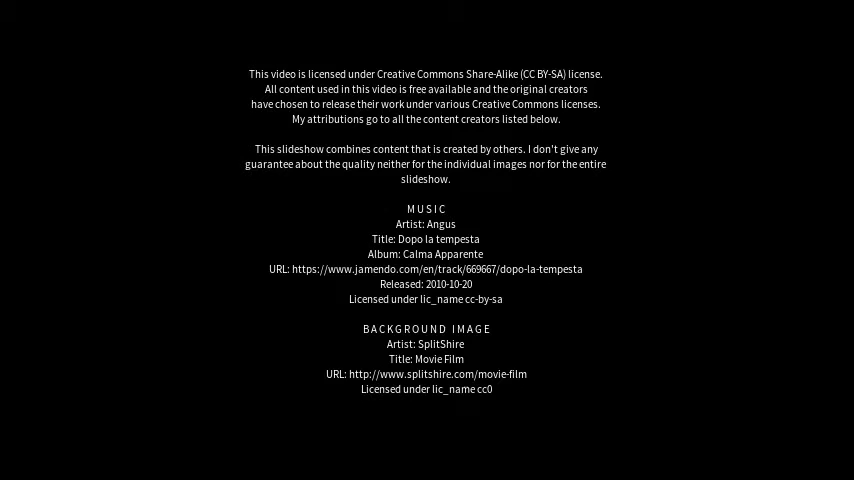 This video is licensed under Creative Commons Share-Alike (CC BY-SA) license.
All content used in this video is free available and the original creators
have chosen to release their work under various Creative Commons licenses.
My attributions go to all the content creators listed below.
This slideshow combines content that is created by others. I don't give any
guarantee about the quality neither for the individual images nor for the entire
slideshow.
MUSIC
Artist: Angus
Title: Dopo la tempesta
Album: Calma Apparente
URL: https://www.jamendo.com/en/track/669667/dopo-la-tempesta
Released: 2010-10-20
Licensed under lic_name cc-by-sa
BACKGROUND IMAGE
Artist: SplitShire
Title: Movie Film
URL: http://www.splitshire.com/movie-film
Licensed under lic_name cc0